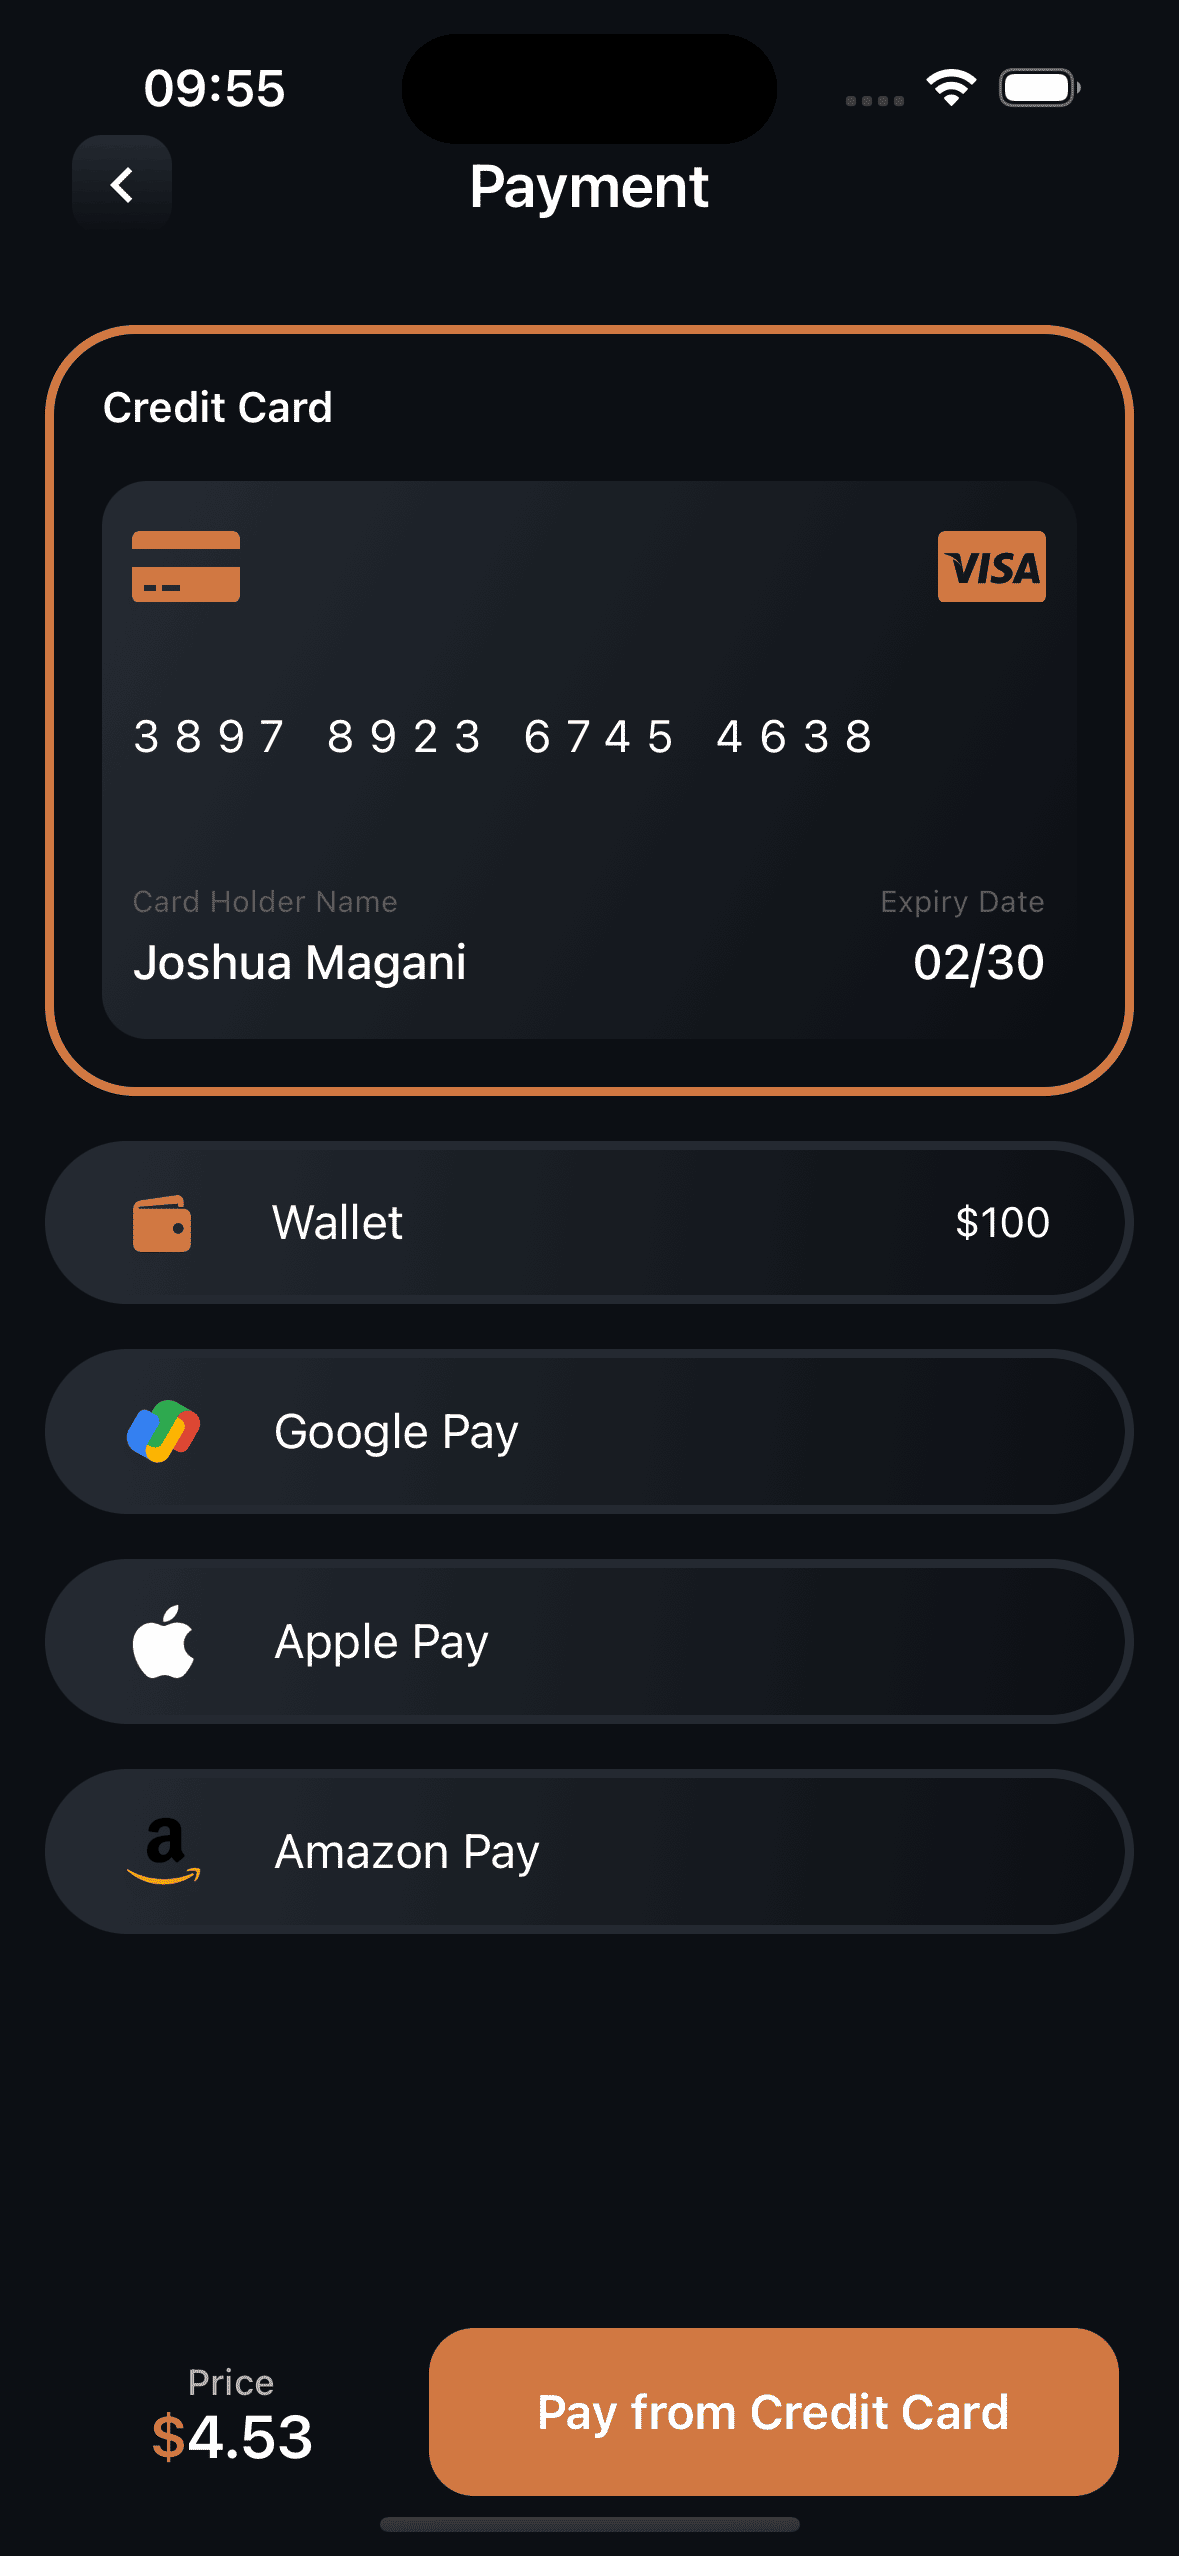 09:55
Payment
Credit Card
VISA
3897 8923 6745 4638
Card Holder Name
Expiry Date
Joshua Magani
02/30
Wallet
$100
Google Pay
Apple Pay
a
Amazon Pay
Price
$4.53
Pay from Credit Card